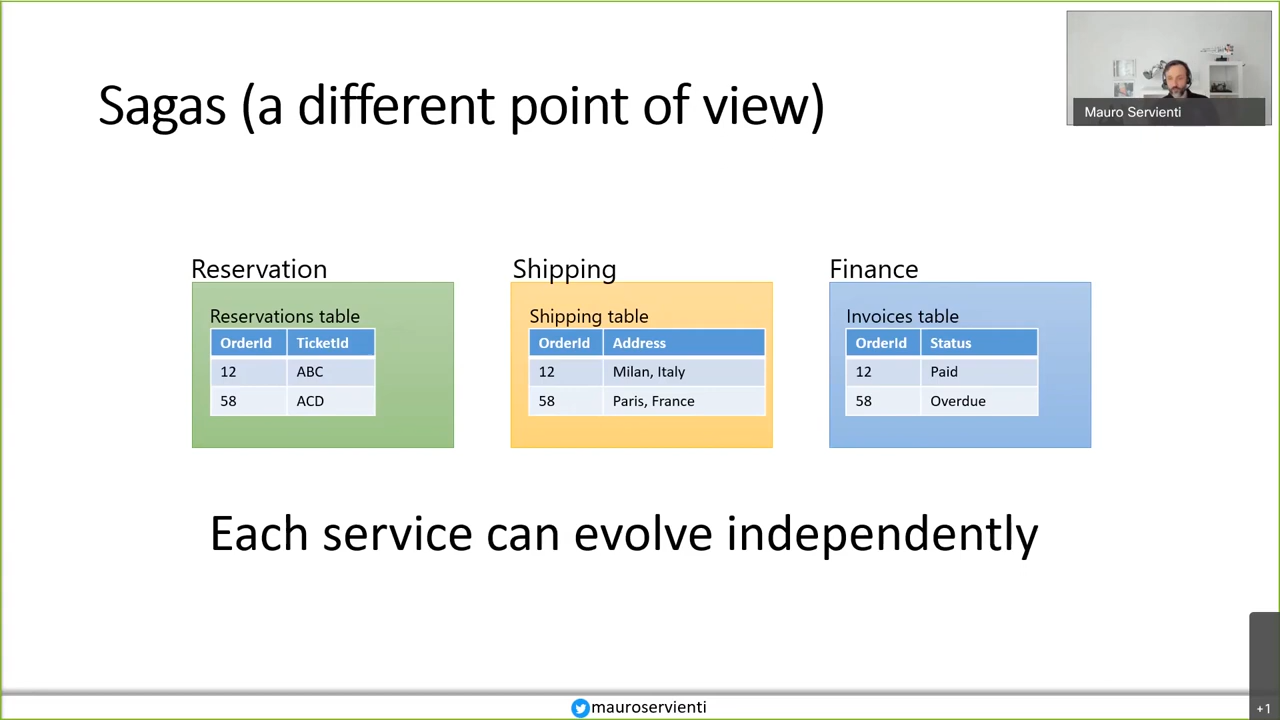 Sagas (a different point of view)
Mauro Servienti
Reservation
Reservations table
OrderId TicketId
12 ABC
58 ACD
Shipping
Shipping table
OrderId Address
12 Milan, Italy
58 Paris, France
Finance
Invoices table
OrderId Status
12 Paid
58 Overdue
Each service can evolve independently
mauroservienti
+1